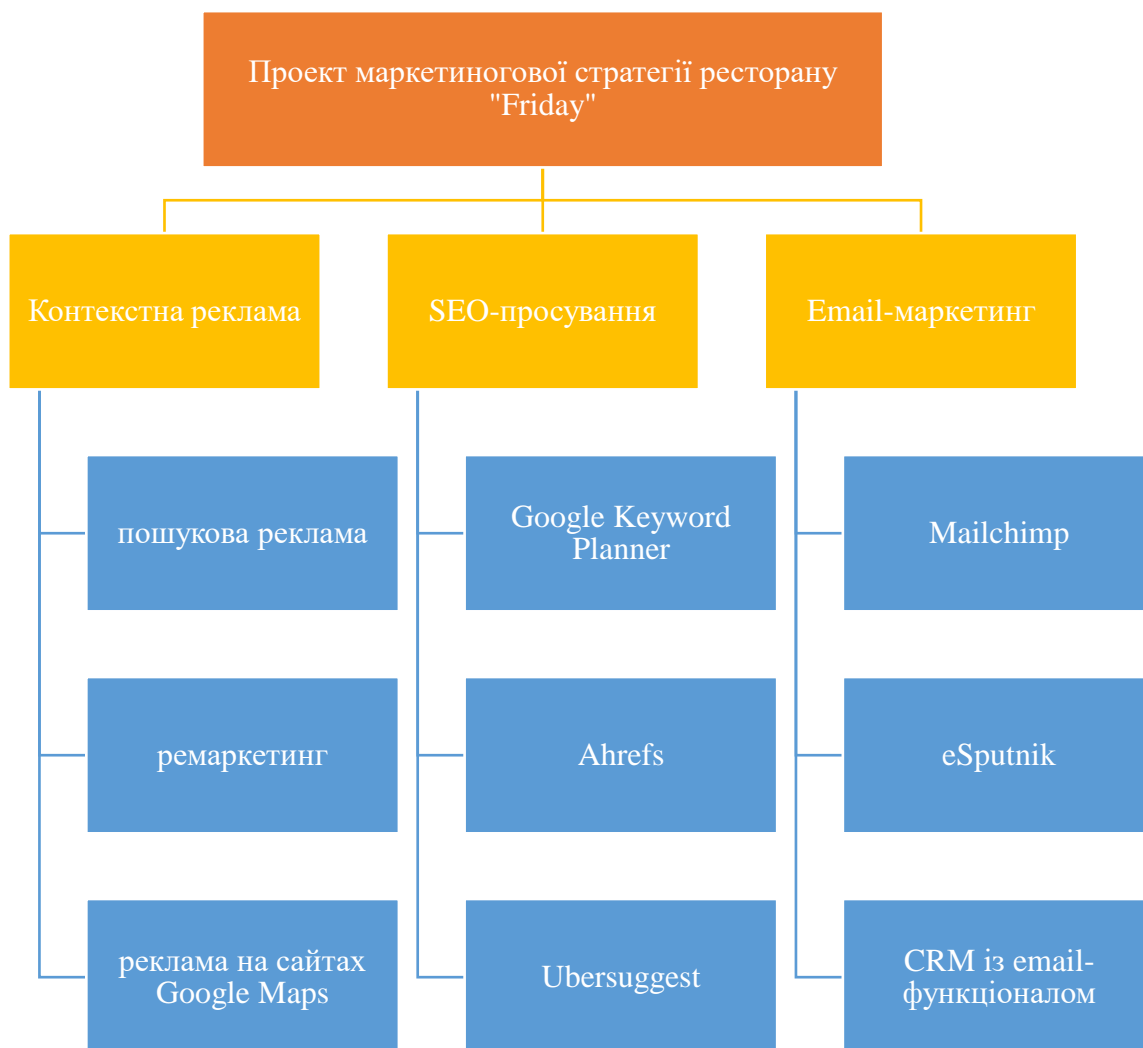 Проект маркетиногової стратегії ресторану
"Friday"
Контекстна реклама
SEO-просування
Email-маркетинг
пошукова реклама
Google Keyword
Planner
Mailchimp
ремаркетинг
Ahrefs
eSputnik
реклама на сайтах
Google Maps
Ubersuggest
CRM із email-
функціоналом